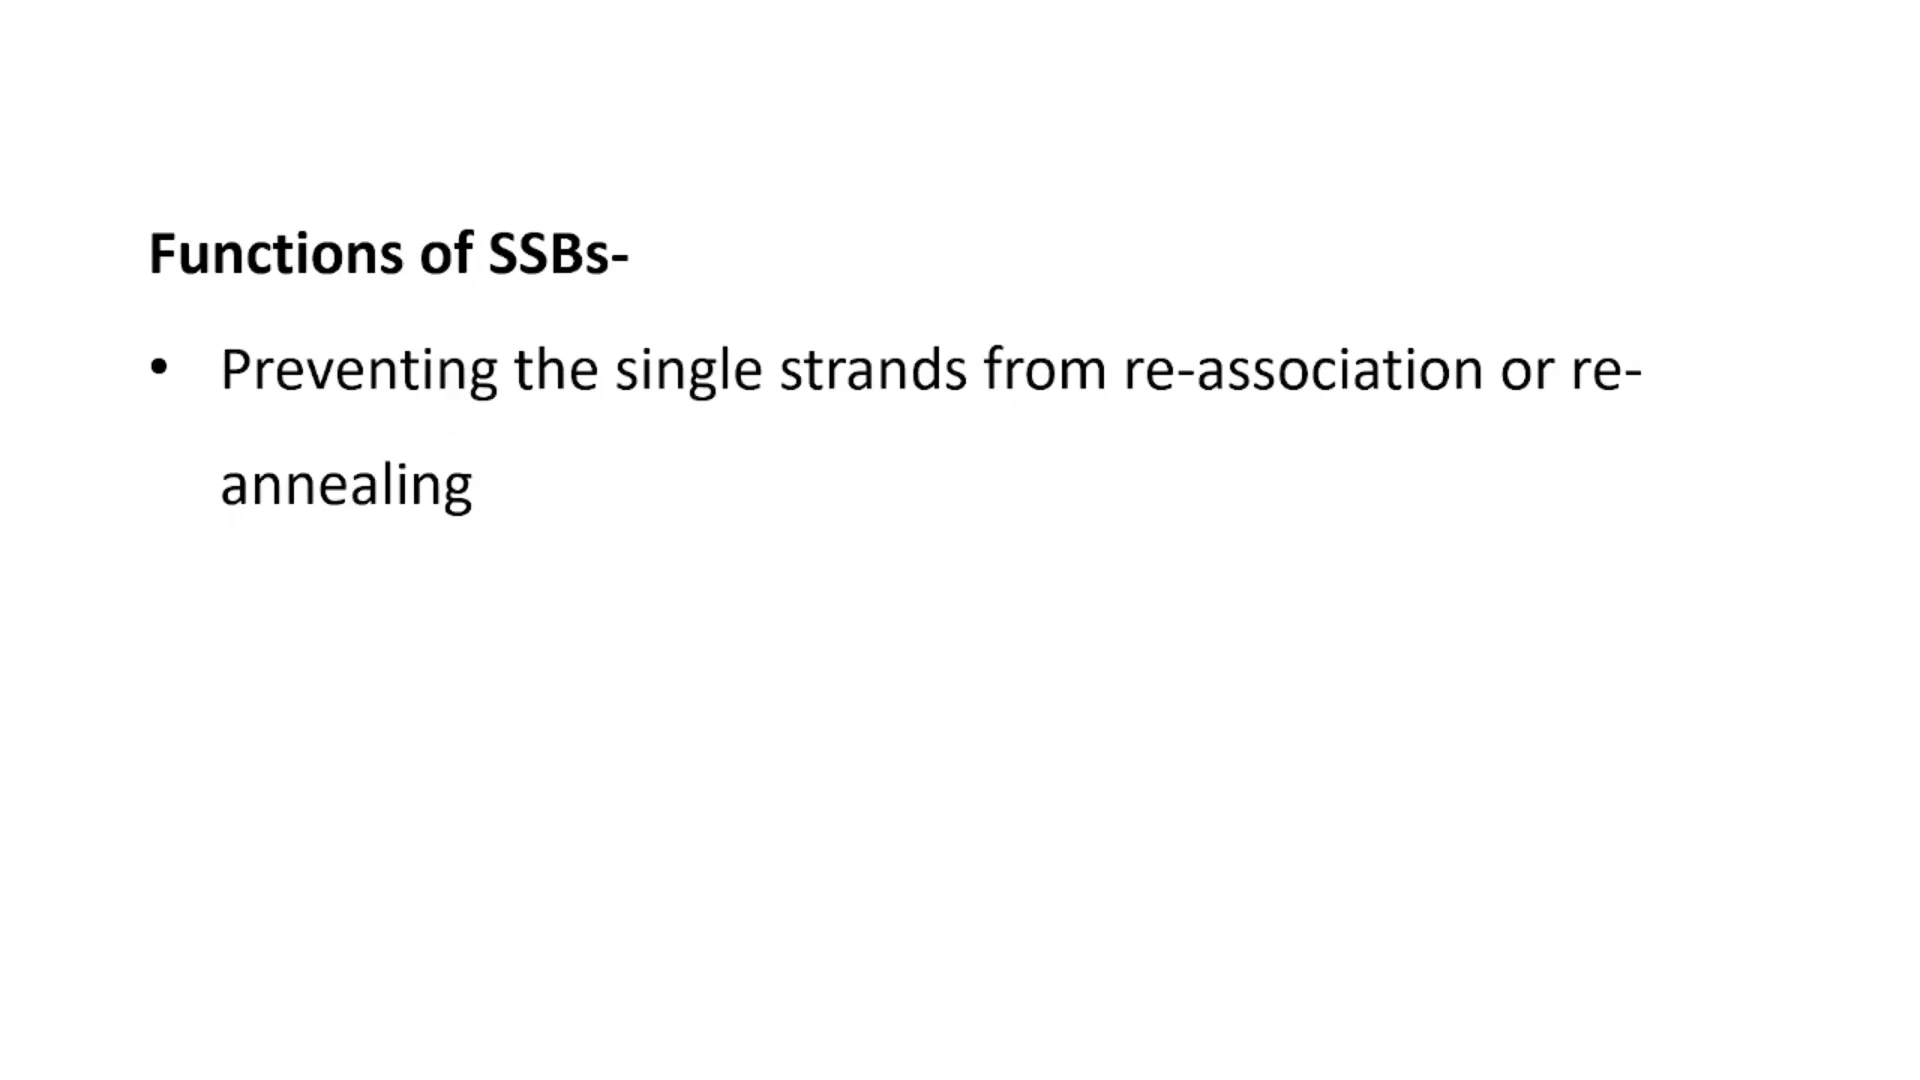 Functions of SSBs-
• Preventing the single strands from re-association or re-
annealing